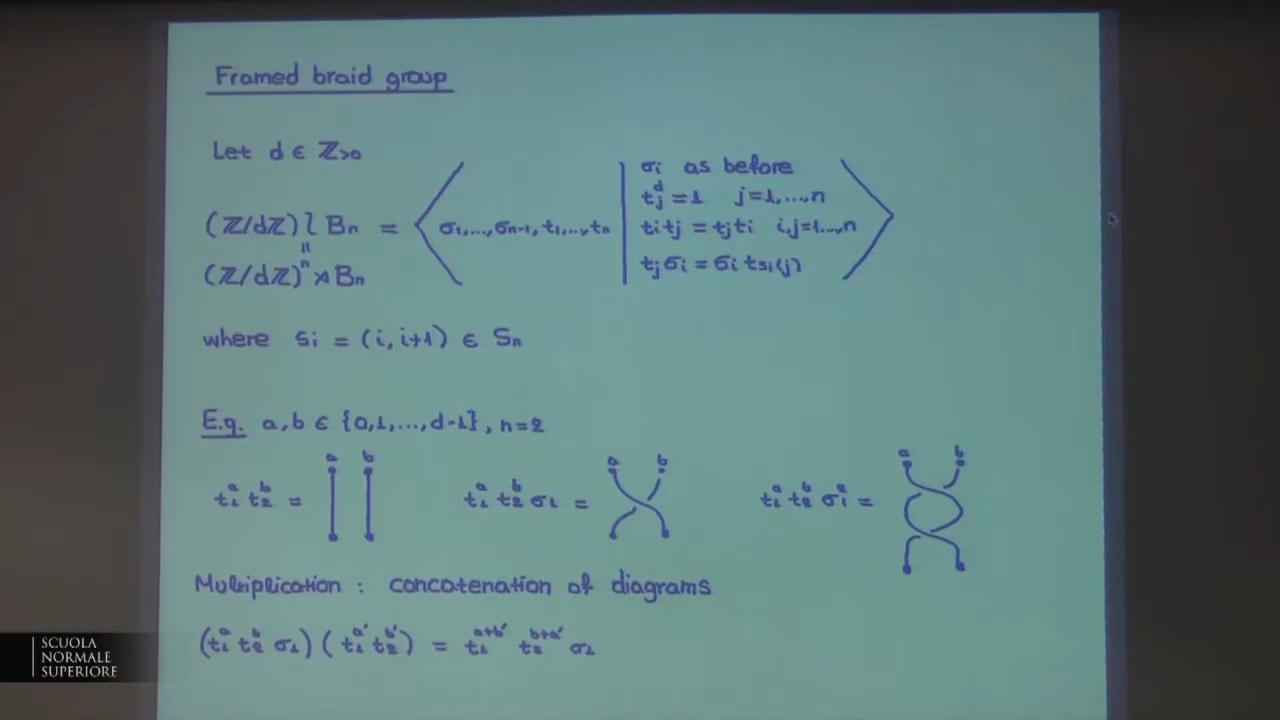 Framed braid group
Let d ∈ ℤ>0
(ℤ/dℤ) ≀ Bn = ⟨ σ1,...,σn-1, t1,...,tn | σi as before
tj^d = 1   j=1,...,n
titj = tjti   i,j=1...,n
tjσi = σi tsi(j) ⟩
=
(ℤ/dℤ)^n ⋊ Bn
where si = (i, i+1) ∈ Sn
E.g. a,b ∈ {0,1,...,d-1}, n=2
a b a b a b
t1^a t2^b =   t1^a t2^b σ1 =   t1^a t2^b σ1^2 =
Multiplication : concatenation of diagrams
(t1^a t2^b σ1) (t1^a' t2^b') = t1^a+b' t2^b+a' σ1
SCUOLA
NORMALE
SUPERIORE